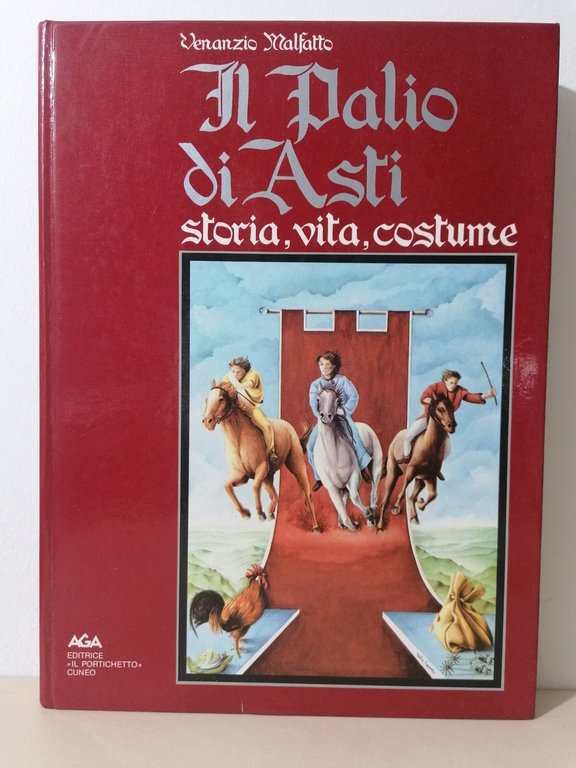 Venanzio Malfatto
Il Palio
di Asti
storia, vita, costume
AGA
EDITRICE
«IL PORTICHETTO»
CUNEO